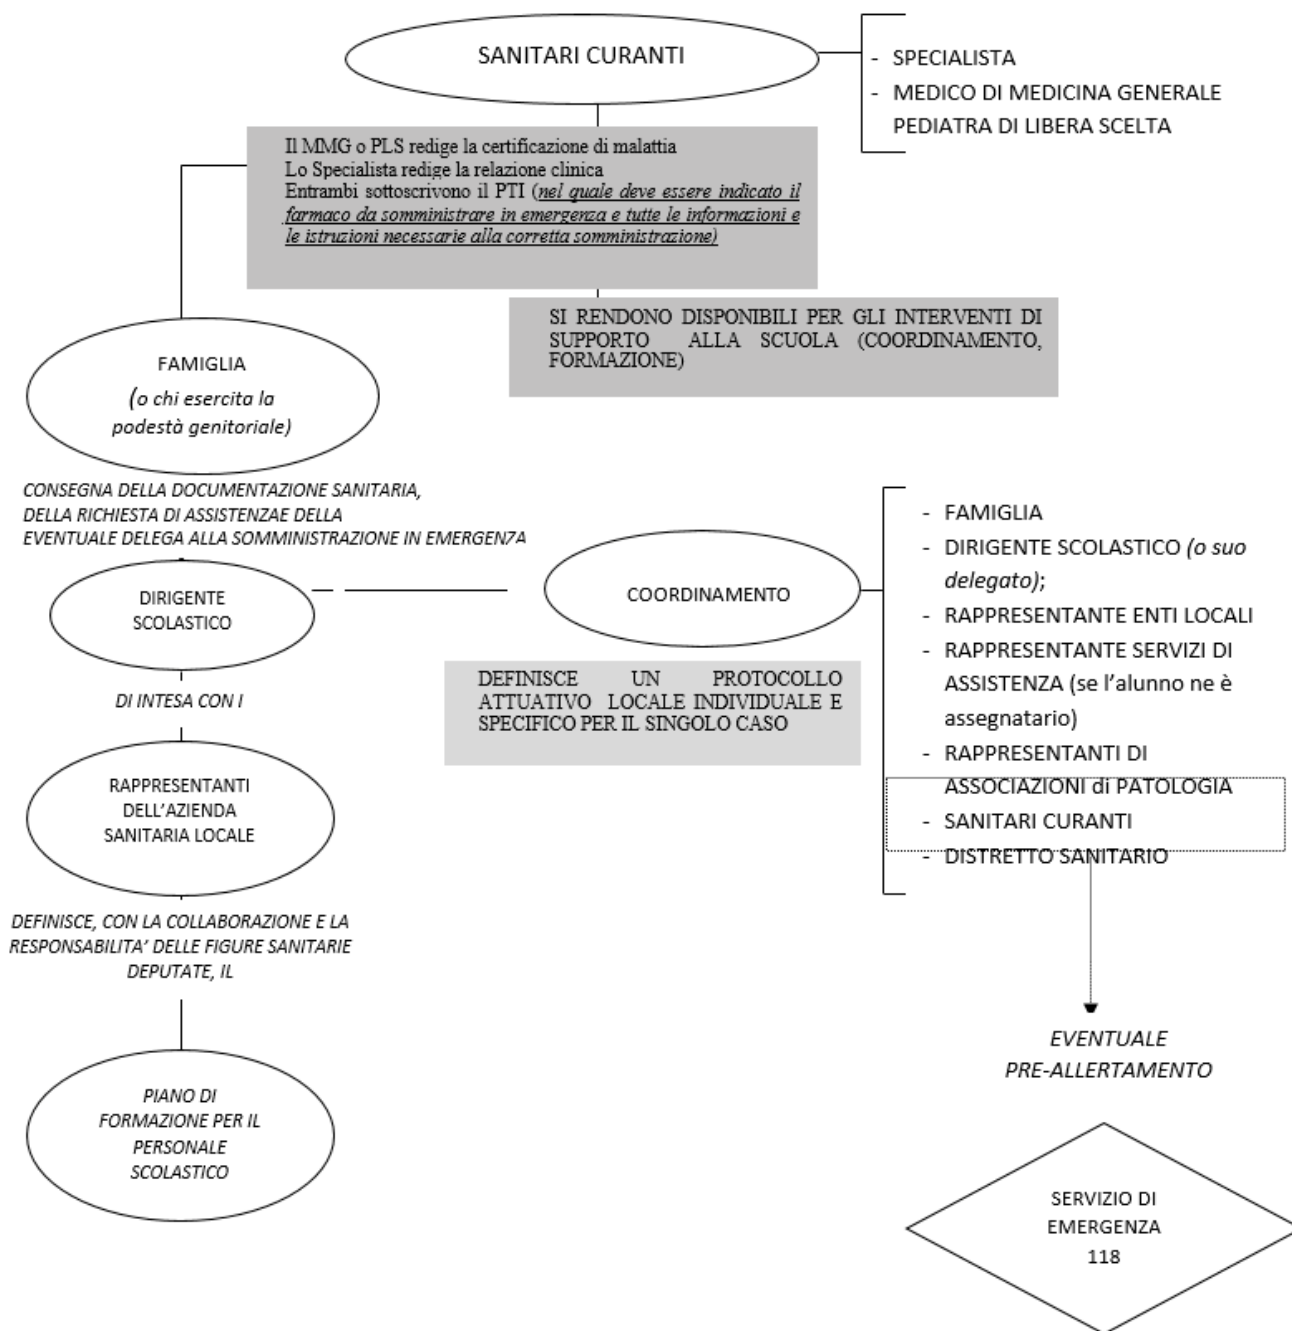 SANITARI CURANTI
- SPECIALISTA
- MEDICO DI MEDICINA GENERALE
PEDIATRA DI LIBERA SCELTA
Il MMG o PLS redige la certificazione di malattia
Lo Specialista redige la relazione clinica
Entrambi sottoscrivono il PTI (nel quale deve essere indicato il
farmaco da somministrare in emergenza e tutte le informazioni e
le istruzioni necessarie alla corretta somministrazione)
SI RENDONO DISPONIBILI PER GLI INTERVENTI DI
SUPPORTO ALLA SCUOLA (COORDINAMENTO,
FORMAZIONE)
FAMIGLIA
(o chi esercita la
podestà genitoriale)
CONSEGNA DELLA DOCUMENTAZIONE SANITARIA,
DELLA RICHIESTA DI ASSISTENZAE DELLA
EVENTUALE DELEGA ALLA SOMMINISTRAZIONE IN EMERGENZA
DIRIGENTE
SCOLASTICO
COORDINAMENTO
- FAMIGLIA
- DIRIGENTE SCOLASTICO (o suo
delegato);
- RAPPRESENTANTE ENTI LOCALI
- RAPPRESENTANTE SERVIZI DI
ASSISTENZA (se l'alunno ne è
assegnatario)
- RAPPRESENTANTI DI
ASSOCIAZIONI di PATOLOGIA
- SANITARI CURANTI
- DISTRETTO SANITARIO
DEFINISCE UN PROTOCOLLO
ATTUATIVO LOCALE INDIVIDUALE E
SPECIFICO PER IL SINGOLO CASO
DI INTESA CON I
RAPPRESENTANTI
DELL'AZIENDA
SANITARIA LOCALE
DEFINISCE, CON LA COLLABORAZIONE E LA
RESPONSABILITA' DELLE FIGURE SANITARIE
DEPUTATE, IL
PIANO DI
FORMAZIONE PER IL
PERSONALE
SCOLASTICO
EVENTUALE
PRE-ALLERTAMENTO
SERVIZIO DI
EMERGENZA
118